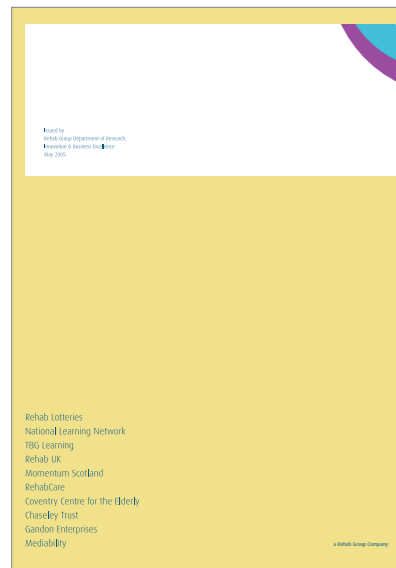 Issued by
Rehab Group Department of Research,
Innovation & Business Excellence
May 2005
Rehab Lotteries
National Learning Network
TBG Learning
Rehab UK
Momentum Scotland
RehabCare
Coventry Centre for the Elderly
Chaseley Trust
Gandon Enterprises
Mediability
a Rehab Group Company